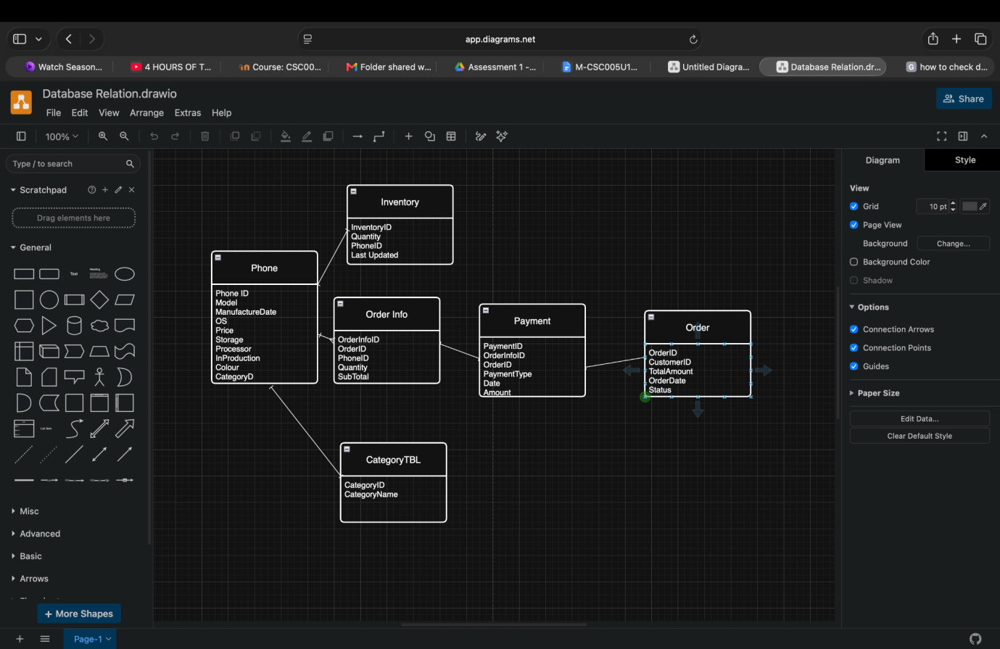 app.diagrams.net
Watch Season...
4 HOURS OF T...
Course: CSC00...
Folder shared w...
Assessment 1 -...
M-CSC005U1...
Untitled Diagra...
Database Relation.dr...
how to check d...
Database Relation.drawio
File Edit View Arrange Extras Help
Share
100%
Type / to search
Scratchpad
Drag elements here
General
Text
Heading
List Item
Misc
Advanced
Basic
Arrows
+ More Shapes
Page-1
Inventory
InventoryID
Quantity
PhoneID
Last Updated
Phone
Phone ID
Model
ManufactureDate
OS
Price
Storage
Processor
InProduction
Colour
CategoryD
Order Info
OrderInfoID
OrderID
PhoneID
Quantity
SubTotal
Payment
PaymentID
OrderInfoID
OrderID
PaymentType
Date
Amount
Order
OrderID
CustomerID
TotalAmount
OrderDate
Status
CategoryTBL
CategoryID
CategoryName
Diagram
Style
View
Grid
10 pt
Page View
Background
Change...
Background Color
Shadow
Options
Connection Arrows
Connection Points
Guides
Paper Size
Edit Data...
Clear Default Style